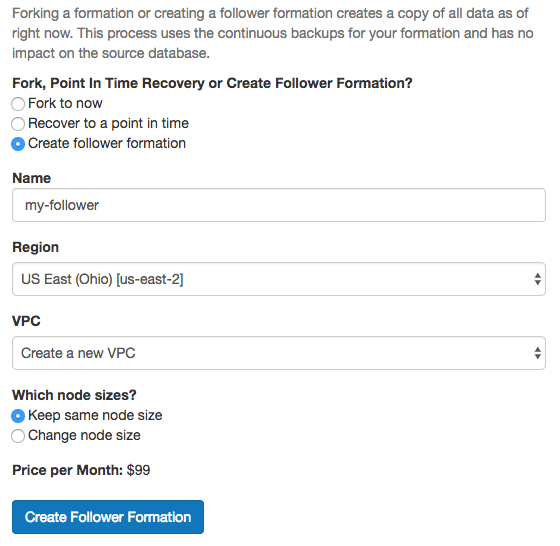 Forking a formation or creating a follower formation creates a copy of all data as of
right now. This process uses the continuous backups for your formation and has no
impact on the source database.
Fork, Point In Time Recovery or Create Follower Formation?
Fork to now
Recover to a point in time
Create follower formation
Name
my-follower
Region
US East (Ohio) [us-east-2]
VPC
Create a new VPC
Which node sizes?
Keep same node size
Change node size
Price per Month: $99
Create Follower Formation